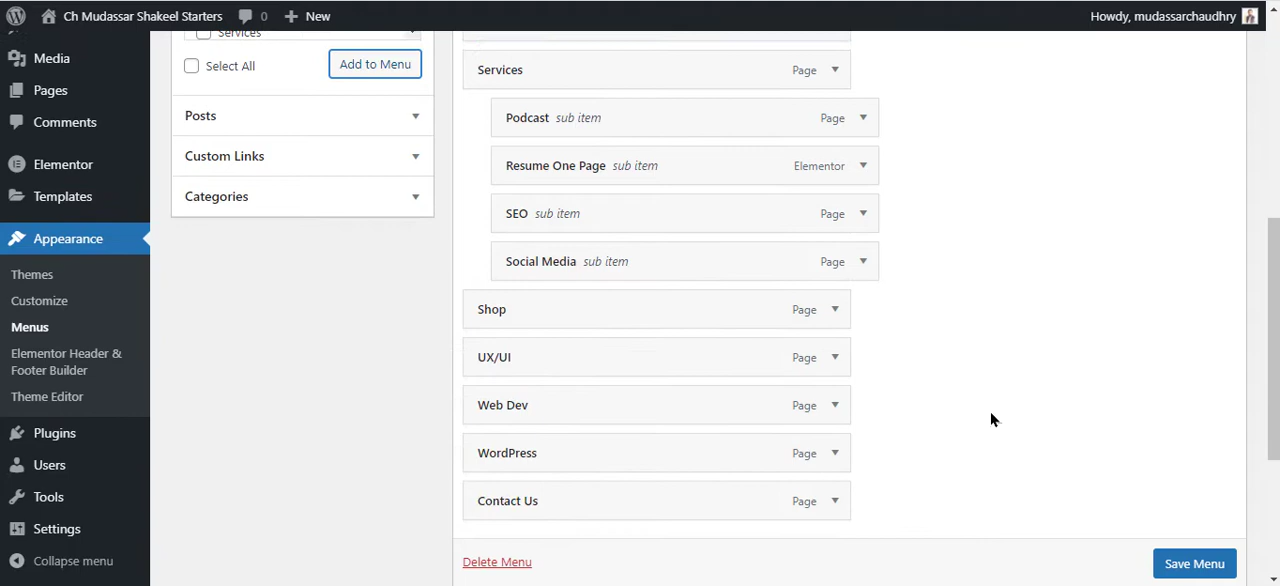 Ch Mudassar Shakeel Starters 0 New Howdy, mudassarchaudhry
Media
Pages
Comments
Elementor
Templates
Appearance
Themes
Customize
Menus
Elementor Header &
Footer Builder
Theme Editor
Plugins
Users
Tools
Settings
Collapse menu
Services
Select All Add to Menu
Posts
Custom Links
Categories
Services Page
Podcast sub item Page
Resume One Page sub item Elementor
SEO sub item Page
Social Media sub item Page
Shop Page
UX/UI Page
Web Dev Page
WordPress Page
Contact Us Page
Delete Menu Save Menu